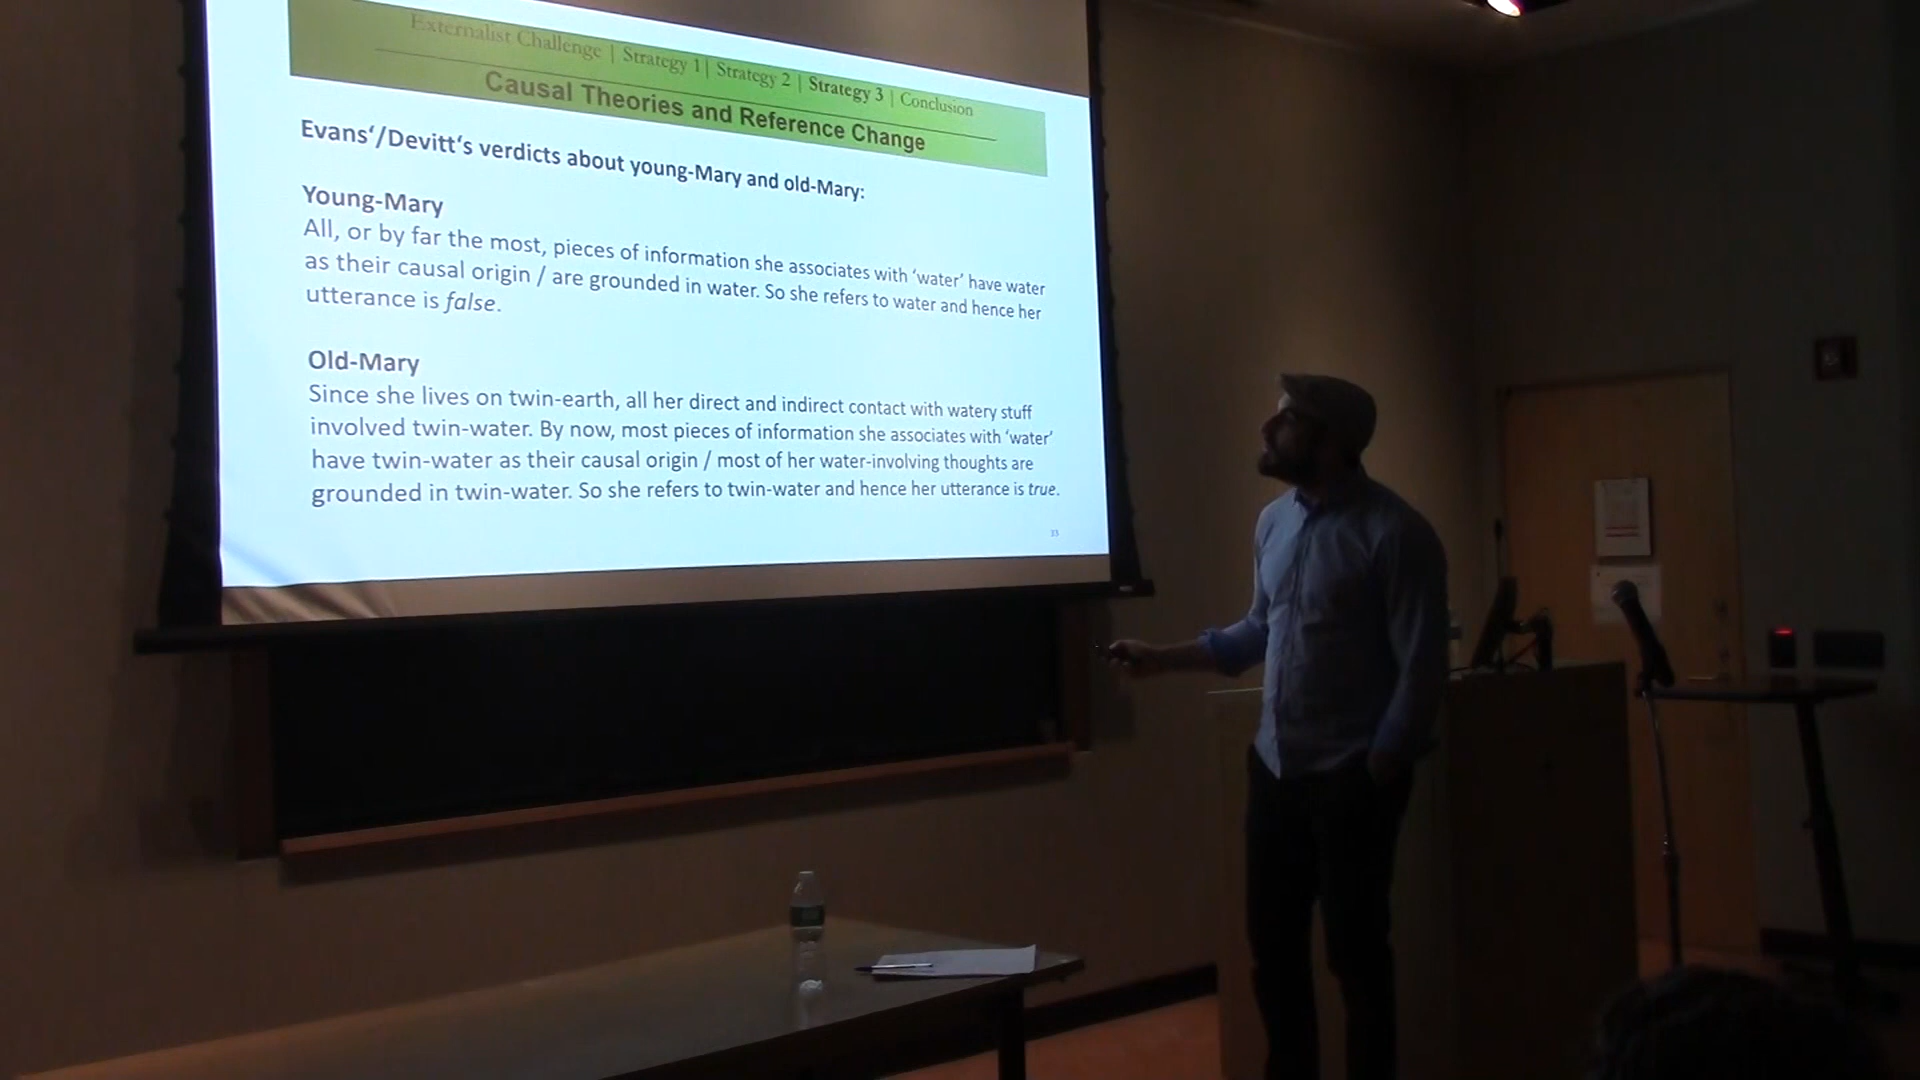 Externalist Challenge | Strategy 1 | Strategy 2 | Strategy 3 | Conclusion
Causal Theories and Reference Change
Evans‘/Devitt‘s verdicts about young-Mary and old-Mary:
Young-Mary
All, or by far the most, pieces of information she associates with ‘water’ have water
as their causal origin / are grounded in water. So she refers to water and hence her
utterance is false.
Old-Mary
Since she lives on twin-earth, all her direct and indirect contact with watery stuff
involved twin-water. By now, most pieces of information she associates with ‘water’
have twin-water as their causal origin / most of her water-involving thoughts are
grounded in twin-water. So she refers to twin-water and hence her utterance is true.
33